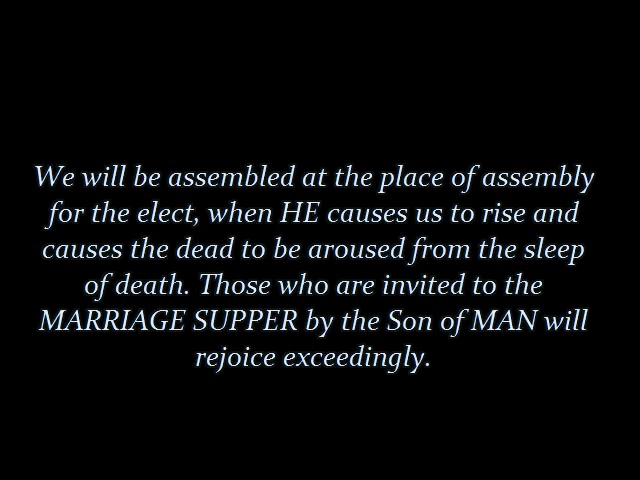 We will be assembled at the place of assembly
for the elect, when HE causes us to rise and
causes the dead to be aroused from the sleep
of death. Those who are invited to the
MARRIAGE SUPPER by the Son of MAN will
rejoice exceedingly.